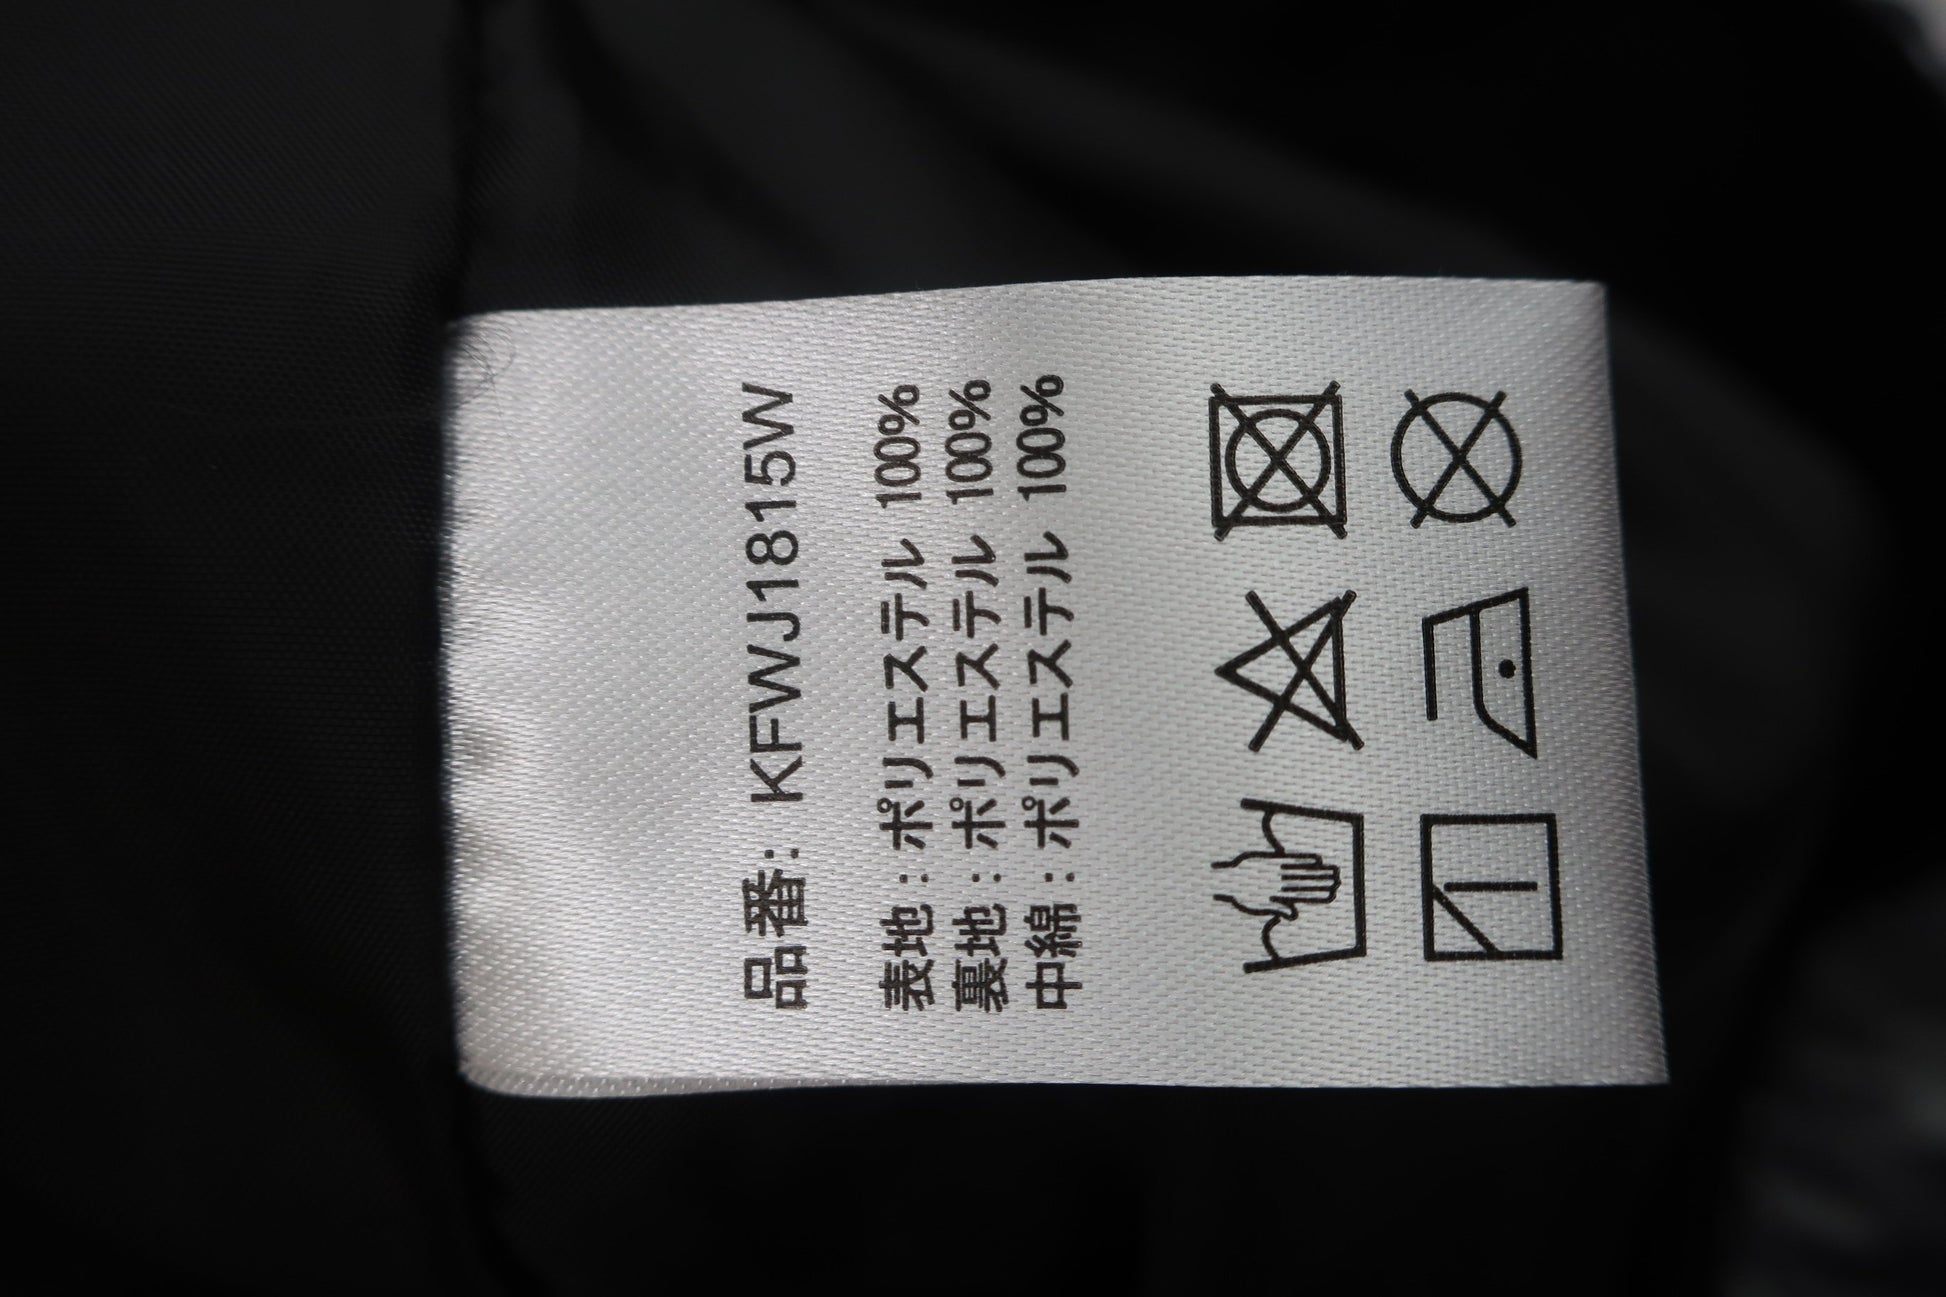 品番: KFWJ1815W
表地 : ポリエステル 100%
裏地 : ポリエステル 100%
中綿 : ポリエステル 100%